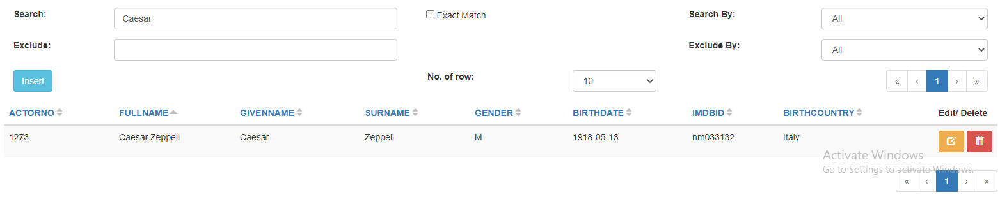 Search: Caesar Exact Match Search By: All
Exclude: Exclude By: All
Insert No. of row: 10 « ‹ 1 › »
ACTORNO FULLNAME GIVENNAME SURNAME GENDER BIRTHDATE IMDBID BIRTHCOUNTRY Edit/ Delete
1273 Caesar Zeppeli Caesar Zeppeli M 1918-05-13 nm033132 Italy
Activate Windows
Go to Settings to activate Windows.
« ‹ 1 › »